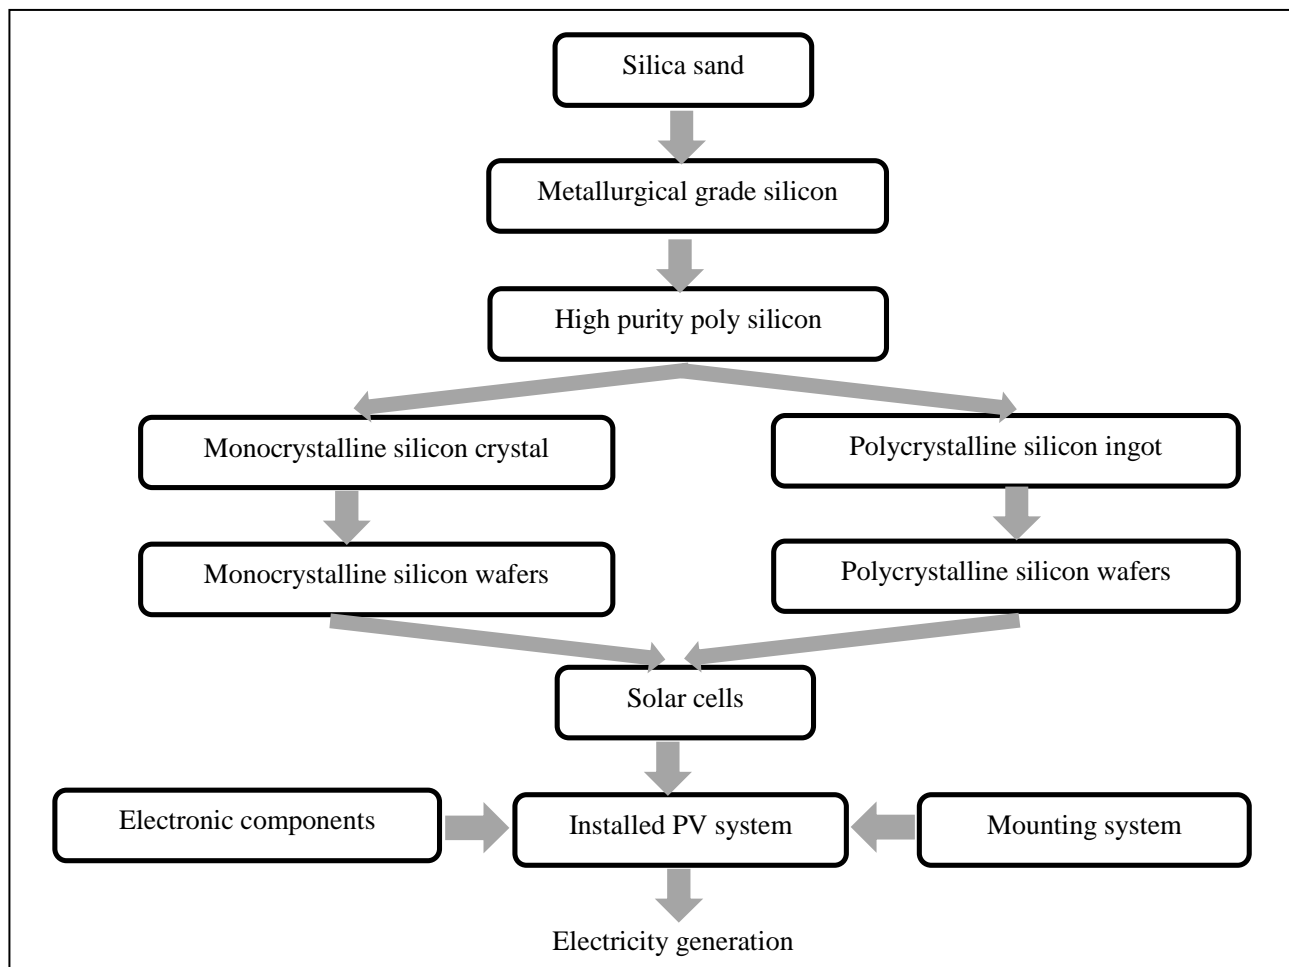 Silica sand
Metallurgical grade silicon
High purity poly silicon
Monocrystalline silicon crystal
Polycrystalline silicon ingot
Monocrystalline silicon wafers
Polycrystalline silicon wafers
Solar cells
Electronic components
Installed PV system
Mounting system
Electricity generation